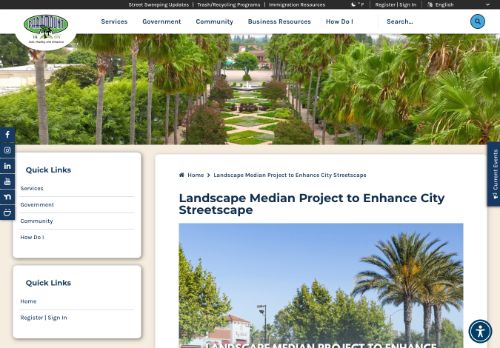 Street Sweeping Updates | Trash/Recycling Programs | Immigration Resources
°F
Register | Sign In
English
PARAMOUNT
Services
Government
Community
Business Resources
How Do I
Search...
Current Events
Quick Links
Services
Government
Community
How Do I
Quick Links
Home
Register | Sign In
Home > Landscape Median Project to Enhance City Streetscape
Landscape Median Project to Enhance City
Streetscape
LANDSCAPE MEDIAN PROJECT TO ENHANCE